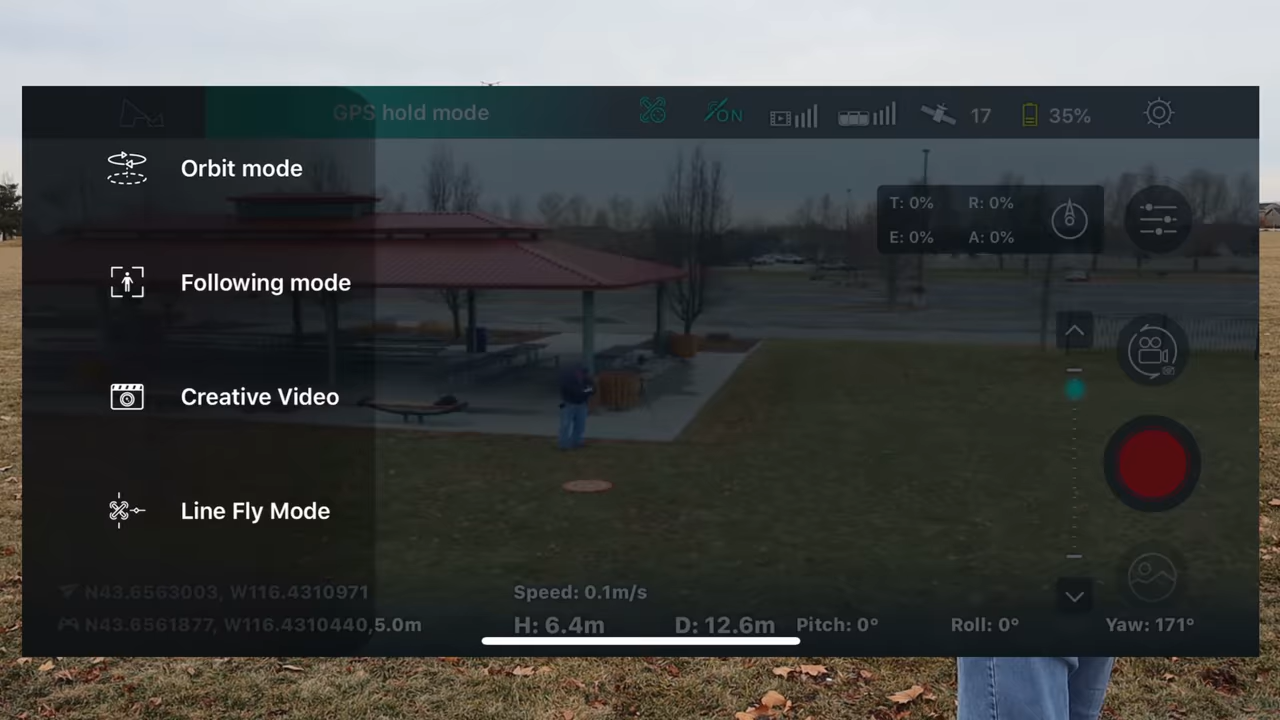 GPS hold mode
ON
17
35%
Orbit mode
T: 0% R: 0%
E: 0% A: 0%
Following mode
Creative Video
Line Fly Mode
N43.6563003, W116.4310971
Speed: 0.1m/s
N43.6561877, W116.4310440,5.0m
H: 6.4m D: 12.6m Pitch: 0° Roll: 0° Yaw: 171°